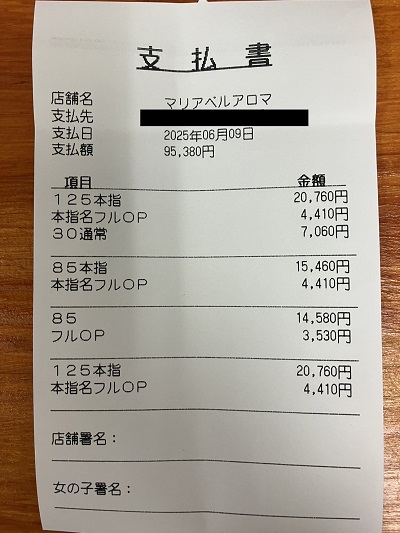 支払書
店舗名 マリアベルアロマ
支払先
支払日 2025年06月09日
支払額 95,380円
項目 金額
125本指 20,760円
本指名フルOP 4,410円
30通常 7,060円
85本指 15,460円
本指名フルOP 4,410円
85 14,580円
フルOP 3,530円
125本指 20,760円
本指名フルOP 4,410円
店舗署名：
女の子署名：